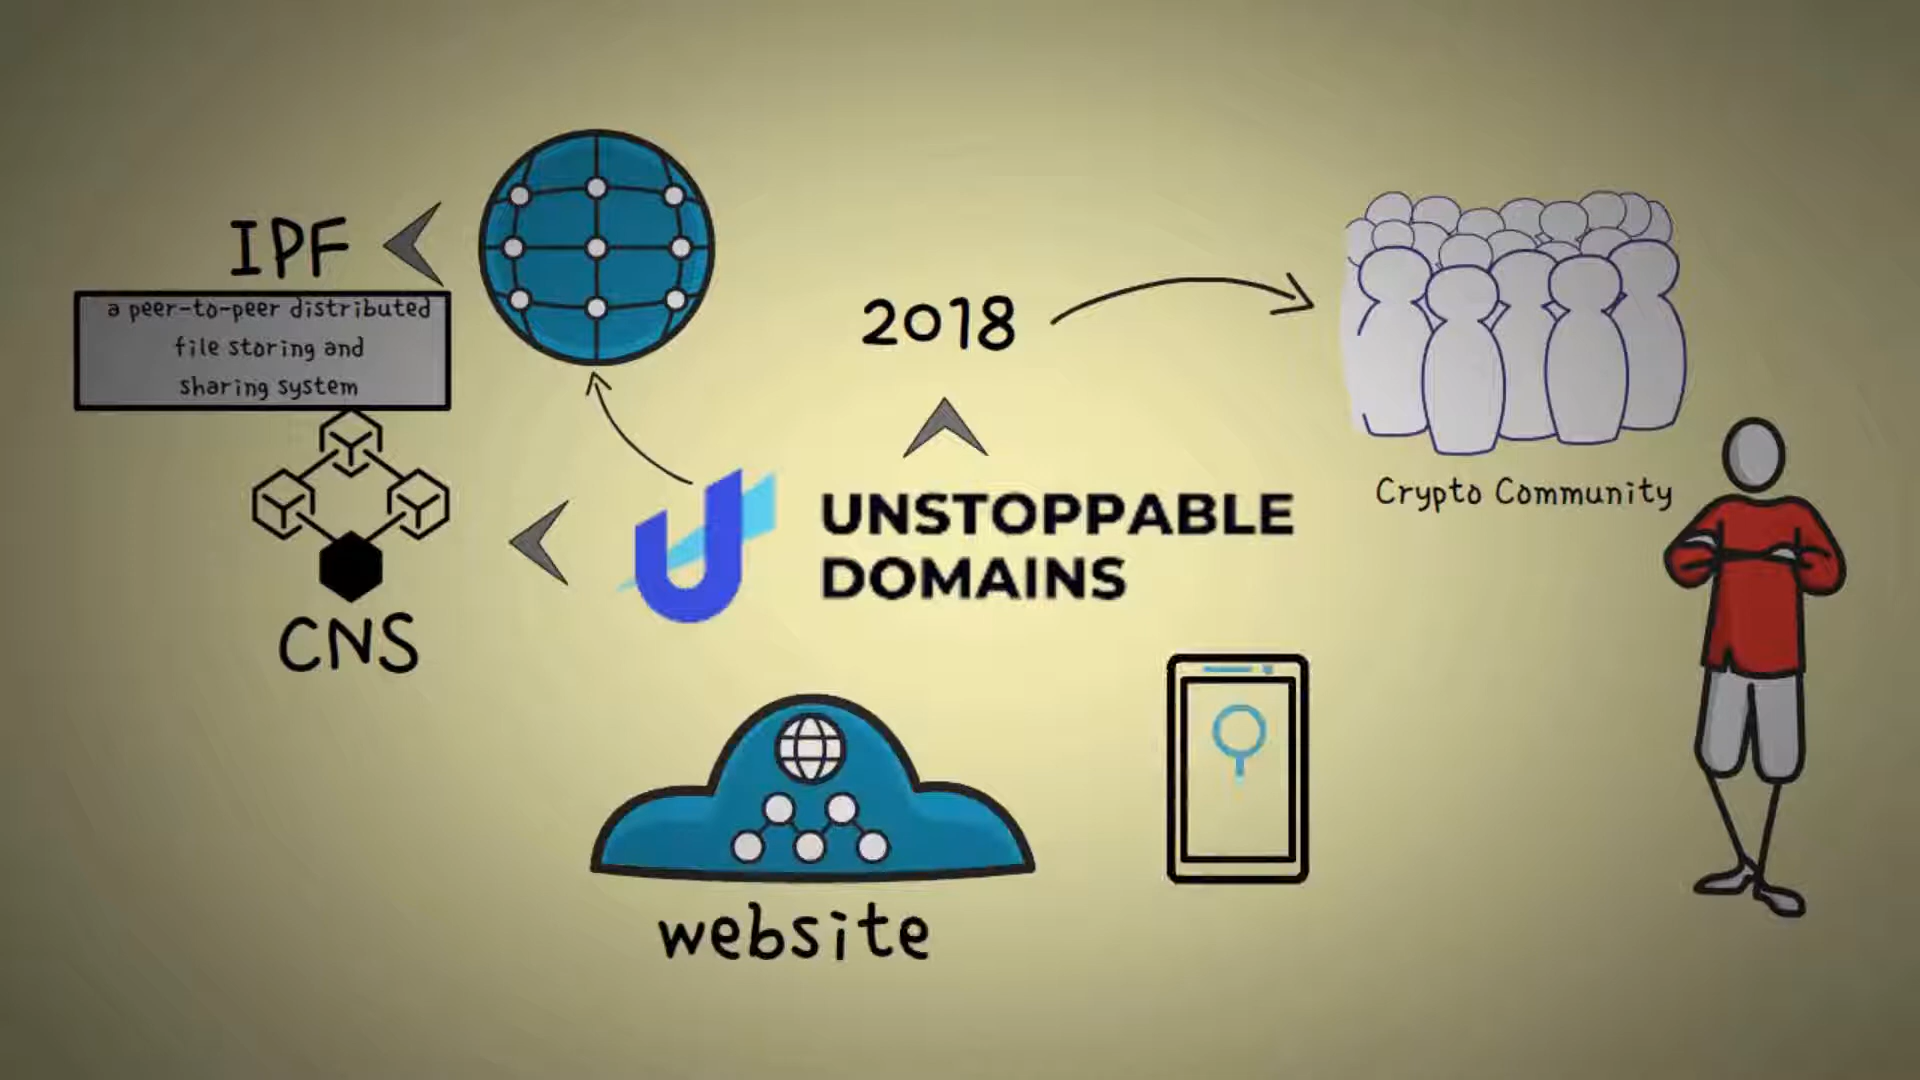 IPF
a peer-to-peer distributed
file storing and
sharing system
CNS
2018
UNSTOPPABLE
DOMAINS
Crypto Community
website